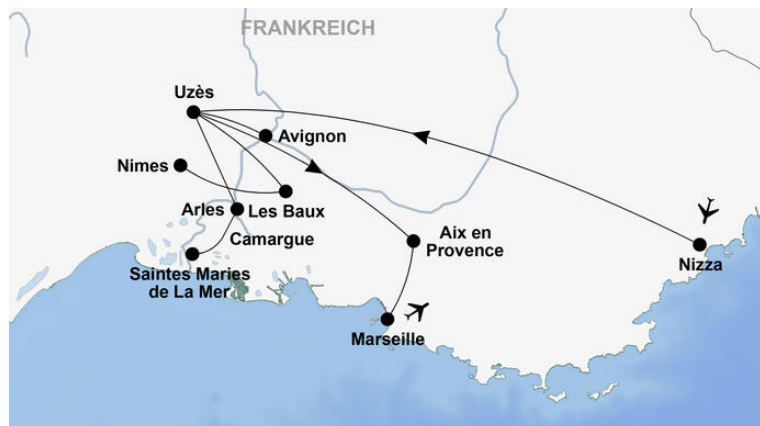 FRANKREICH
Uzès
Avignon
Nimes
Arles
Les Baux
Camargue
Aix en
Provence
Nizza
Saintes Maries
de La Mer
Marseille